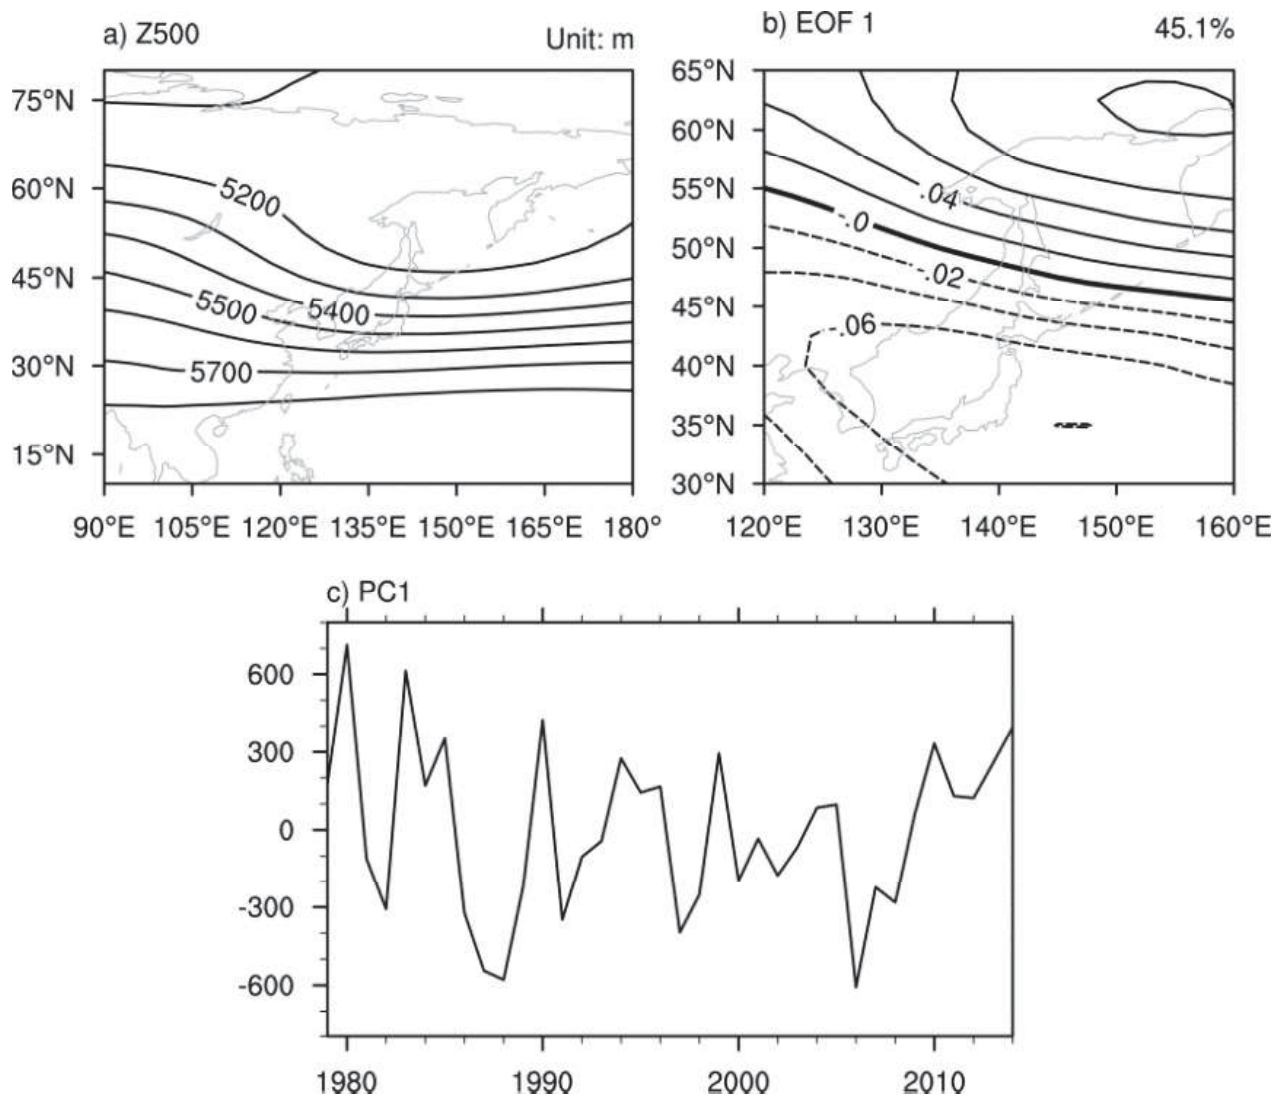 a) Z500 Unit: m
75°N
60°N
45°N
30°N
15°N
5200
5500 5400
5700
90°E 105°E 120°E 135°E 150°E 165°E 180°
b) EOF 1 45.1%
65°N
60°N
55°N
50°N
45°N
40°N
35°N
30°N
.04
-.0
-.02
-.06
120°E 130°E 140°E 150°E 160°E
c) PC1
600
300
0
-300
-600
1980 1990 2000 2010